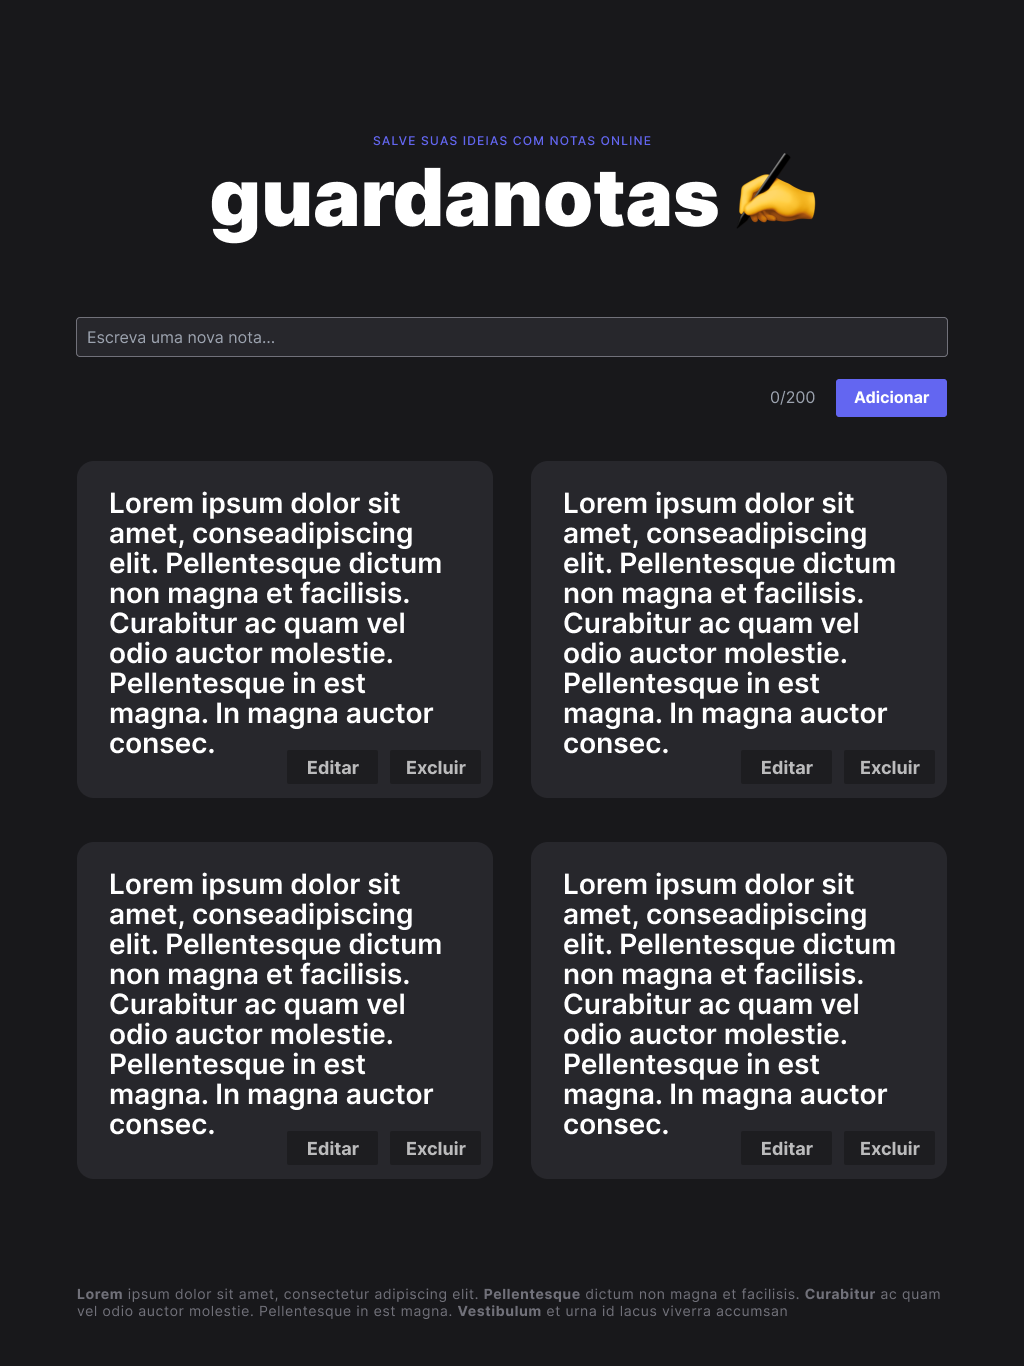 SALVE SUAS IDEIAS COM NOTAS ONLINE
guardanotas ✍
Escreva uma nova nota...
0/200
Adicionar
Lorem ipsum dolor sit
amet, conseadipiscing
elit. Pellentesque dictum
non magna et facilisis.
Curabitur ac quam vel
odio auctor molestie.
Pellentesque in est
magna. In magna auctor
consec.
Editar
Excluir
Lorem ipsum dolor sit
amet, conseadipiscing
elit. Pellentesque dictum
non magna et facilisis.
Curabitur ac quam vel
odio auctor molestie.
Pellentesque in est
magna. In magna auctor
consec.
Editar
Excluir
Lorem ipsum dolor sit
amet, conseadipiscing
elit. Pellentesque dictum
non magna et facilisis.
Curabitur ac quam vel
odio auctor molestie.
Pellentesque in est
magna. In magna auctor
consec.
Editar
Excluir
Lorem ipsum dolor sit
amet, conseadipiscing
elit. Pellentesque dictum
non magna et facilisis.
Curabitur ac quam vel
odio auctor molestie.
Pellentesque in est
magna. In magna auctor
consec.
Editar
Excluir
Lorem ipsum dolor sit amet, consectetur adipiscing elit. Pellentesque dictum non magna et facilisis. Curabitur ac quam
vel odio auctor molestie. Pellentesque in est magna. Vestibulum et urna id lacus viverra accumsan